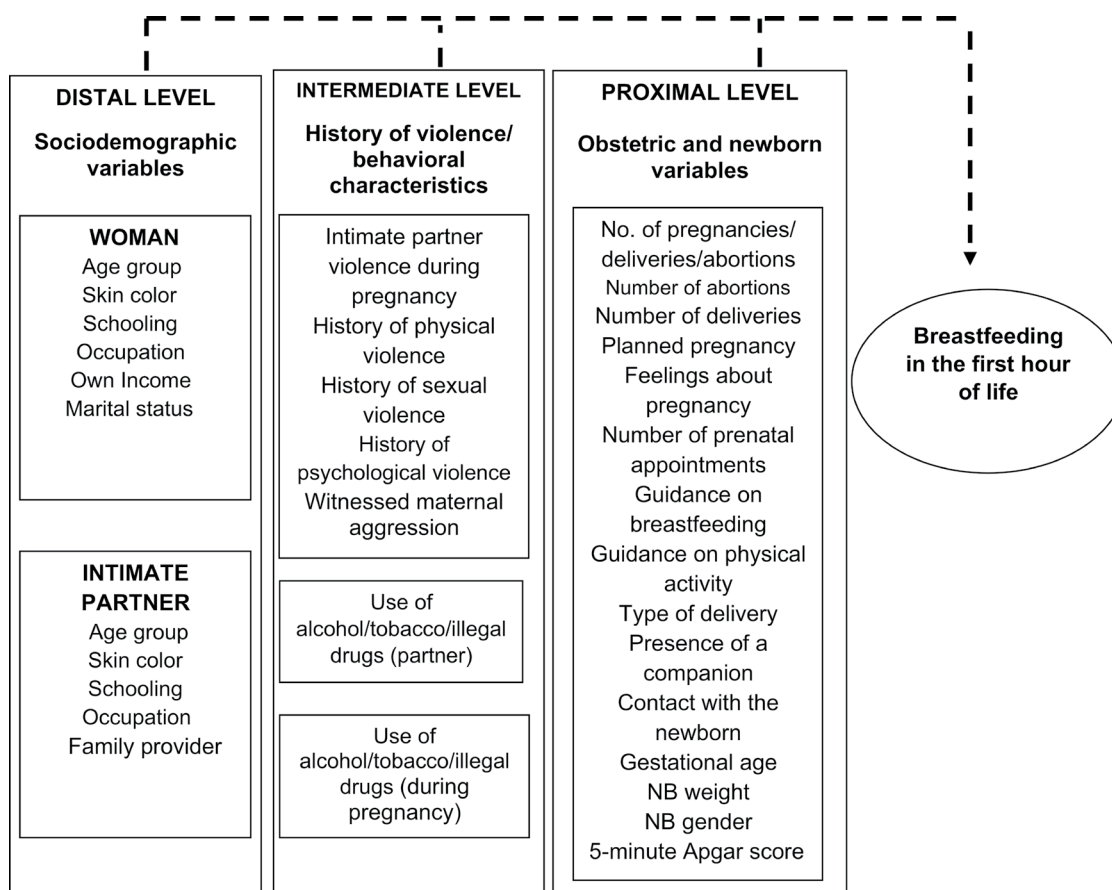 DISTAL LEVEL
Sociodemographic
variables
WOMAN
Age group
Skin color
Schooling
Occupation
Own Income
Marital status
INTIMATE
PARTNER
Age group
Skin color
Schooling
Occupation
Family provider
INTERMEDIATE LEVEL
History of violence/
behavioral
characteristics
Intimate partner
violence during
pregnancy
History of physical
violence
History of sexual
violence
History of
psychological violence
Witnessed maternal
aggression
Use of
alcohol/tobacco/illegal
drugs (partner)
Use of
alcohol/tobacco/illegal
drugs (during
pregnancy)
PROXIMAL LEVEL
Obstetric and newborn
variables
No. of pregnancies/
deliveries/abortions
Number of abortions
Number of deliveries
Planned pregnancy
Feelings about
pregnancy
Number of prenatal
appointments
Guidance on
breastfeeding
Guidance on physical
activity
Type of delivery
Presence of a
companion
Contact with the
newborn
Gestational age
NB weight
NB gender
5-minute Apgar score
Breastfeeding
in the first hour
of life